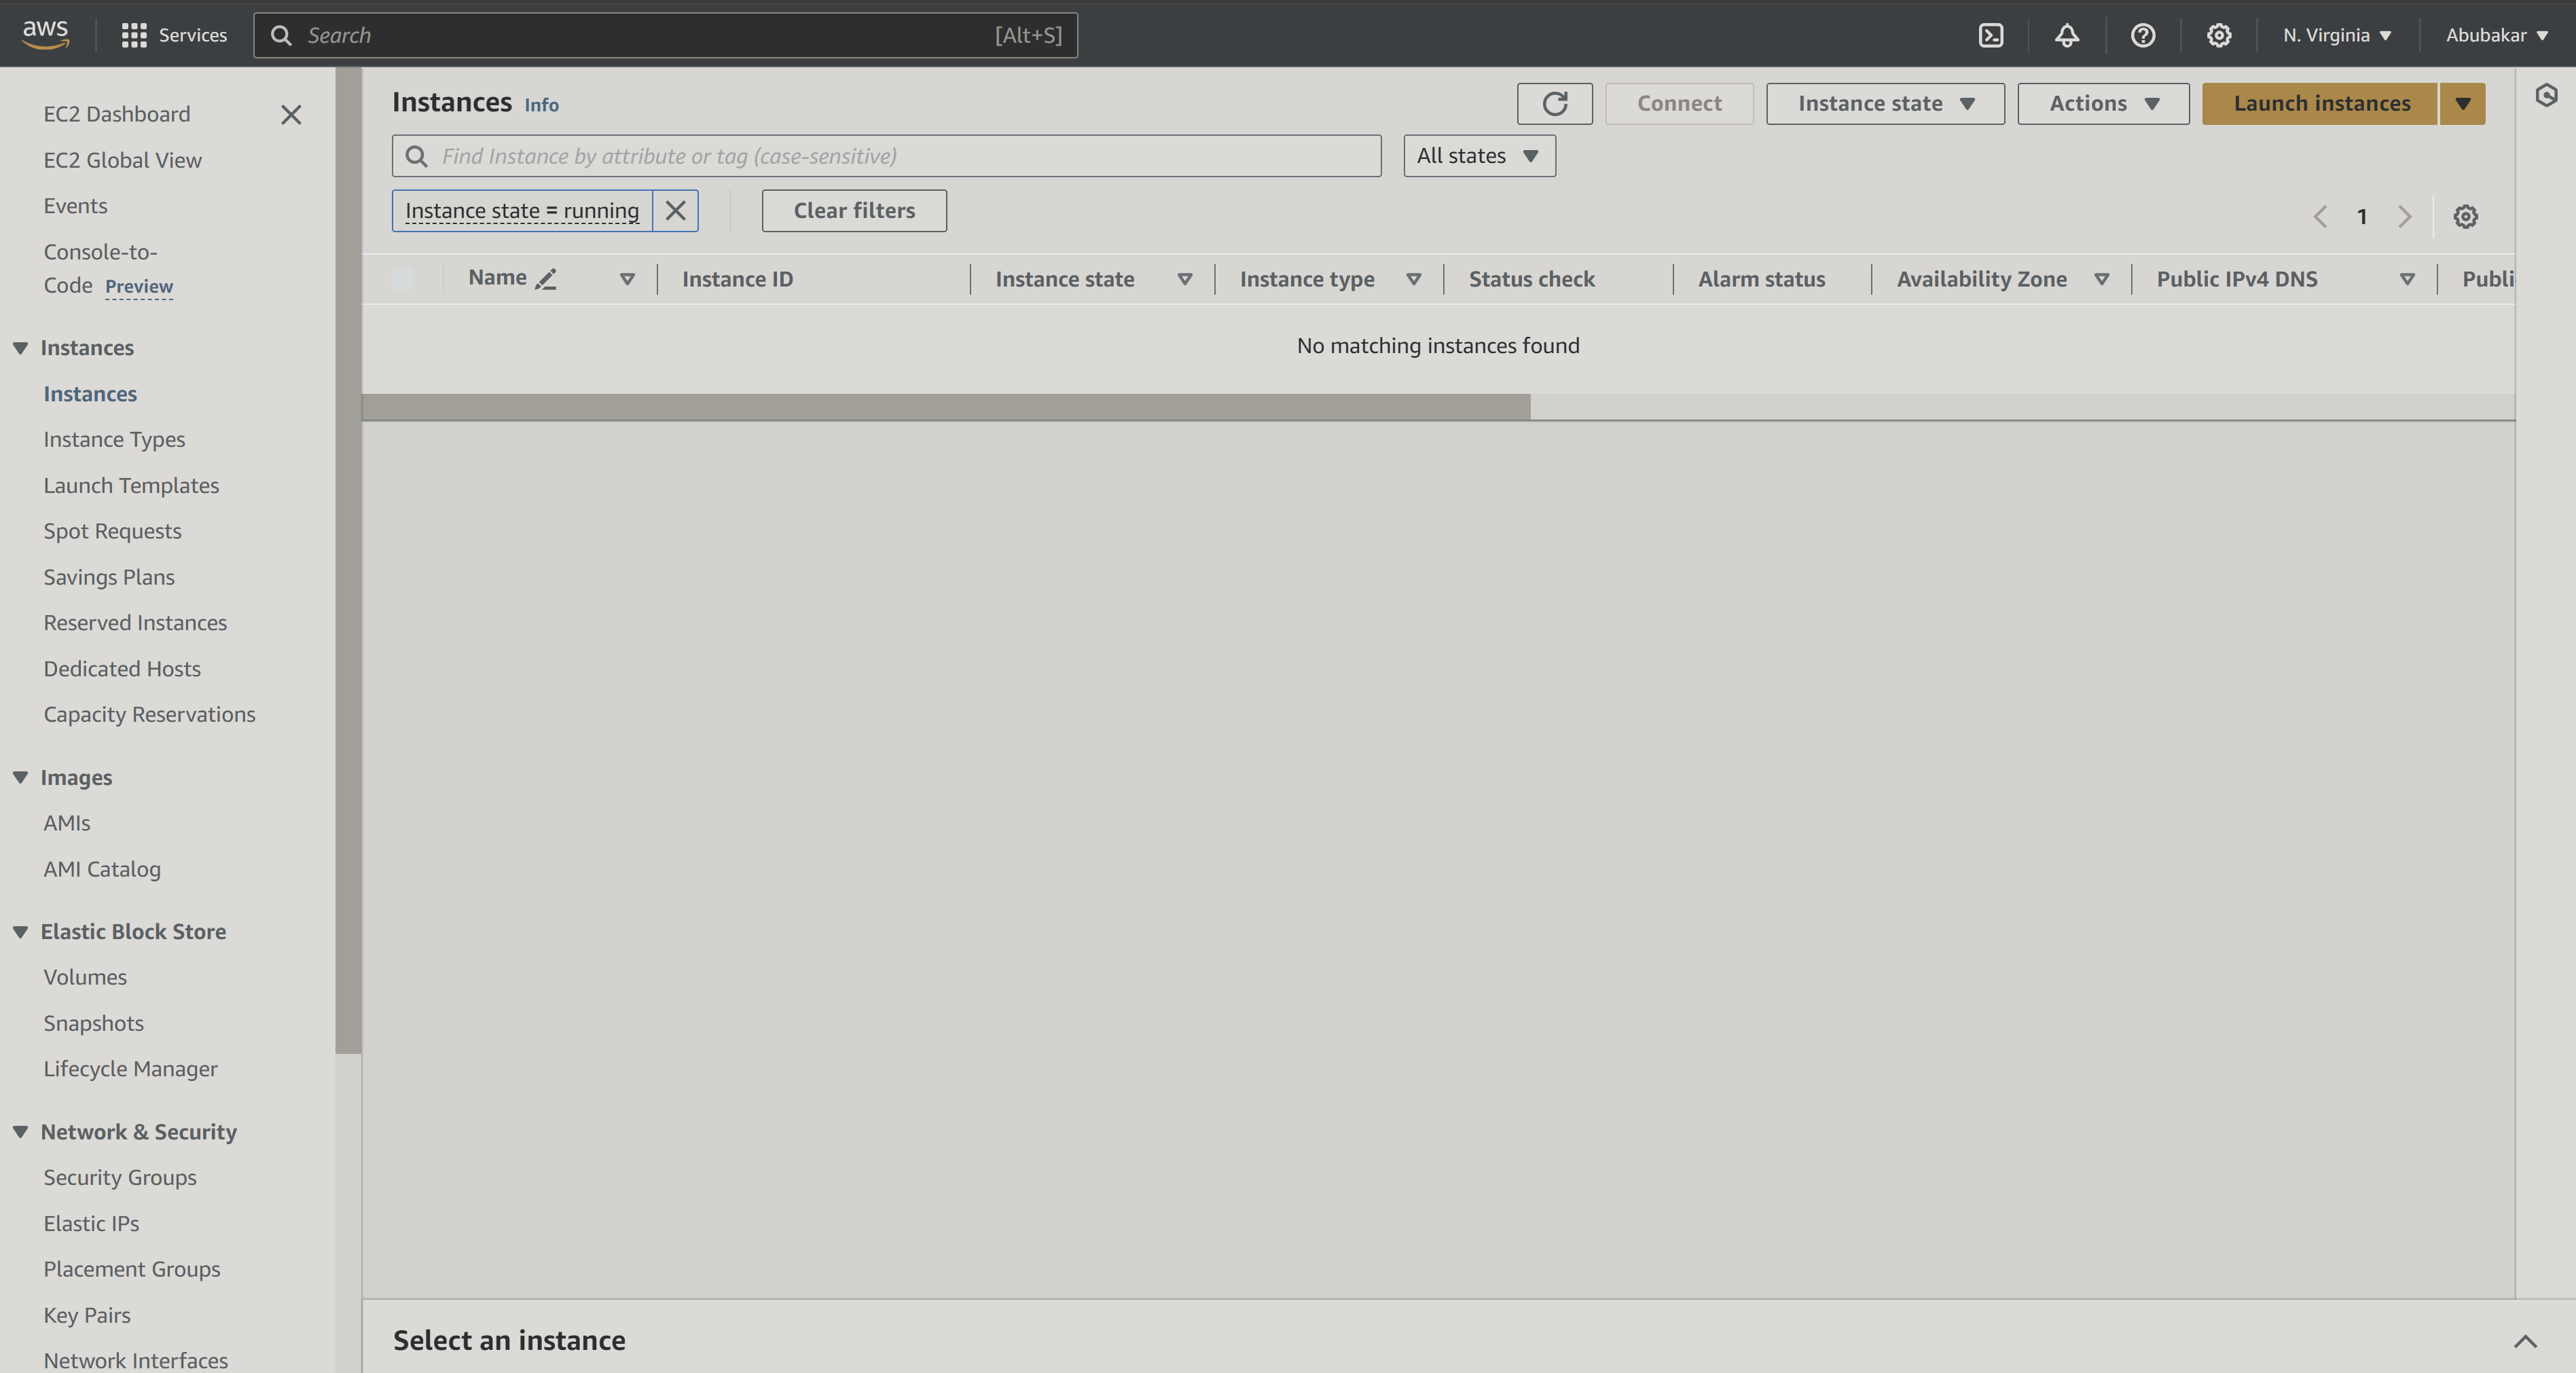 aws
Services
Search
[Alt+S]
N. Virginia
Abubakar
EC2 Dashboard
EC2 Global View
Events
Console-to-
Code Preview
Instances
Instances
Instance Types
Launch Templates
Spot Requests
Savings Plans
Reserved Instances
Dedicated Hosts
Capacity Reservations
Images
AMIs
AMI Catalog
Elastic Block Store
Volumes
Snapshots
Lifecycle Manager
Network & Security
Security Groups
Elastic IPs
Placement Groups
Key Pairs
Network Interfaces
Instances Info
Connect
Instance state
Actions
Launch instances
Find Instance by attribute or tag (case-sensitive)
All states
Instance state = running
Clear filters
1
Name
Instance ID
Instance state
Instance type
Status check
Alarm status
Availability Zone
Public IPv4 DNS
Publi
No matching instances found
Select an instance